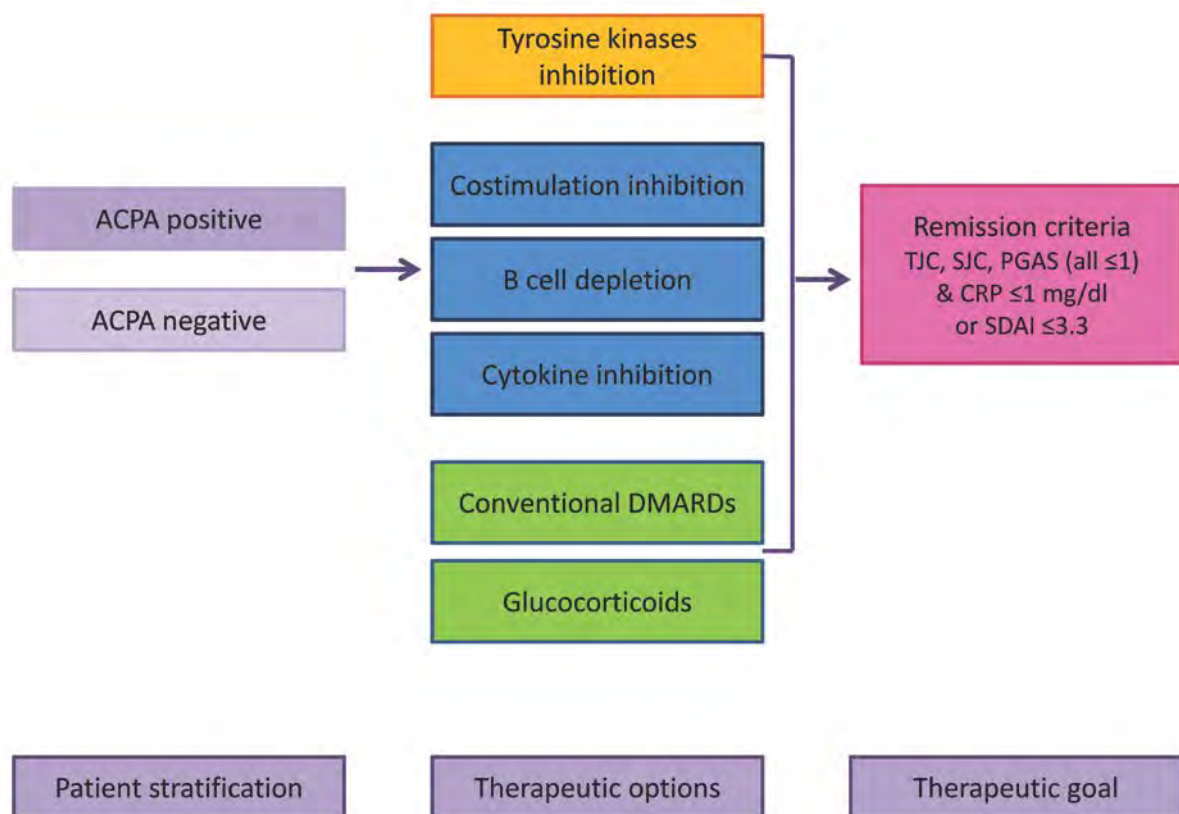 Tyrosine kinases
inhibition
ACPA positive
ACPA negative
Costimulation inhibition
B cell depletion
Cytokine inhibition
Conventional DMARDs
Glucocorticoids
Remission criteria
TJC, SJC, PGAS (all ≤1)
& CRP ≤1 mg/dl
or SDAI ≤3.3
Patient stratification
Therapeutic options
Therapeutic goal